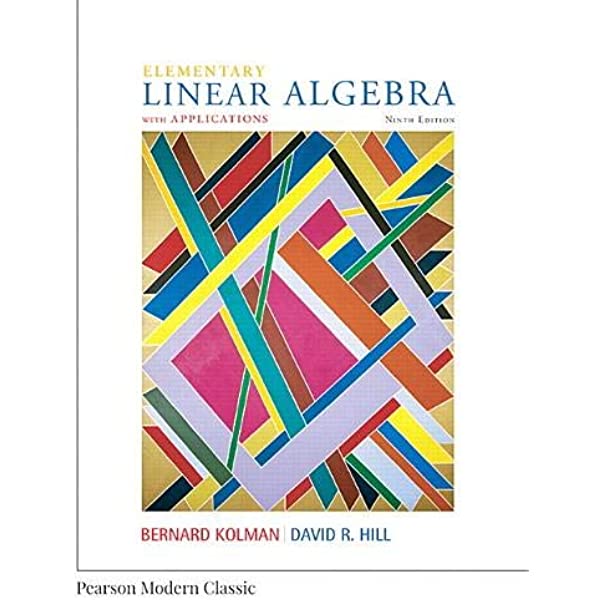 ELEMENTARY
LINEAR ALGEBRA
WITH APPLICATIONS NINTH EDITION
BERNARD KOLMAN | DAVID R. HILL
Pearson Modern Classic